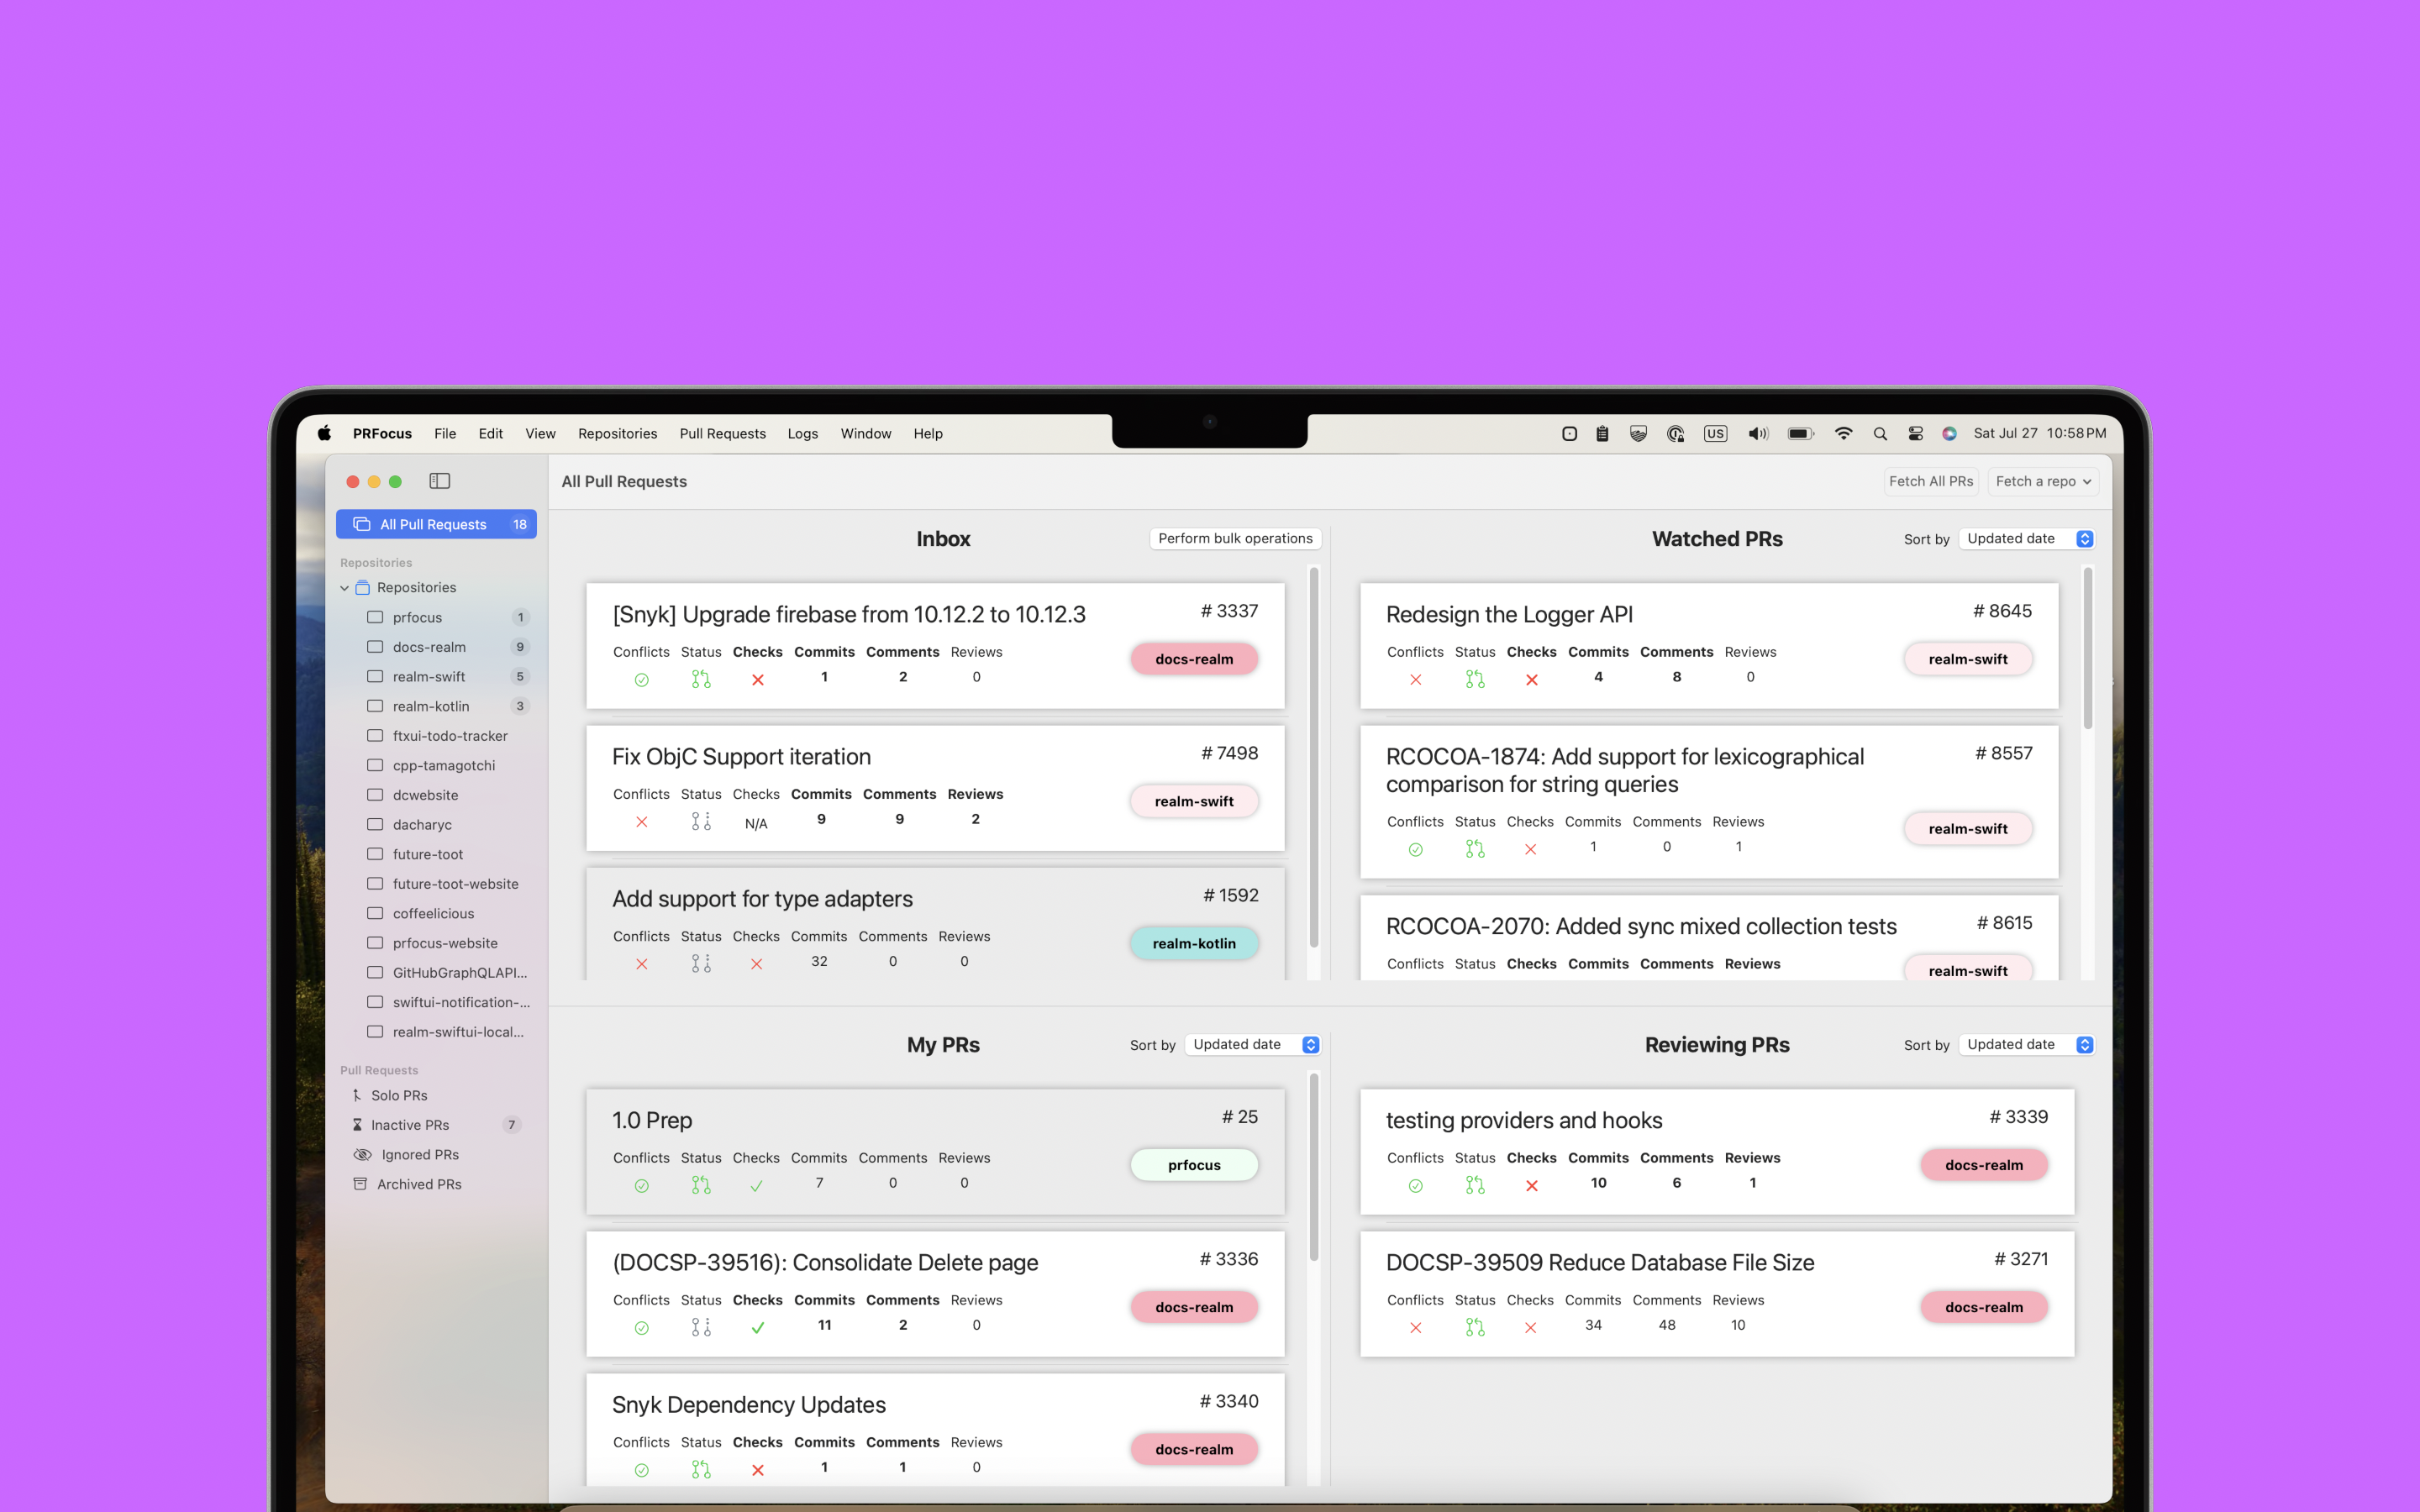 PRFocus File Edit View Repositories Pull Requests Logs Window Help US Sat Jul 27 10:58 PM
All Pull Requests Fetch All PRs Fetch a repo
All Pull Requests 18
Repositories
Repositories
prfocus 1
docs-realm 9
realm-swift 5
realm-kotlin 3
ftxui-todo-tracker
cpp-tamagotchi
dcwebsite
dacharyc
future-toot
future-toot-website
coffeelicious
prfocus-website
GitHubGraphQLAPI...
swiftui-notification-...
realm-swiftui-local...
Pull Requests
Solo PRs
Inactive PRs 7
Ignored PRs
Archived PRs
Inbox Perform bulk operations
[Snyk] Upgrade firebase from 10.12.2 to 10.12.3 # 3337
Conflicts Status Checks Commits Comments Reviews docs-realm
1 2 0
Fix ObjC Support iteration # 7498
Conflicts Status Checks Commits Comments Reviews realm-swift
N/A 9 9 2
Add support for type adapters # 1592
Conflicts Status Checks Commits Comments Reviews realm-kotlin
32 0 0
Watched PRs Sort by Updated date
Redesign the Logger API # 8645
Conflicts Status Checks Commits Comments Reviews realm-swift
4 8 0
RCOCOA-1874: Add support for lexicographical # 8557
comparison for string queries
Conflicts Status Checks Commits Comments Reviews realm-swift
1 0 1
RCOCOA-2070: Added sync mixed collection tests # 8615
Conflicts Status Checks Commits Comments Reviews realm-swift
My PRs Sort by Updated date
1.0 Prep # 25
Conflicts Status Checks Commits Comments Reviews prfocus
7 0 0
(DOCSP-39516): Consolidate Delete page # 3336
Conflicts Status Checks Commits Comments Reviews docs-realm
11 2 0
Snyk Dependency Updates # 3340
Conflicts Status Checks Commits Comments Reviews docs-realm
1 1 0
Reviewing PRs Sort by Updated date
testing providers and hooks # 3339
Conflicts Status Checks Commits Comments Reviews docs-realm
10 6 1
DOCSP-39509 Reduce Database File Size # 3271
Conflicts Status Checks Commits Comments Reviews docs-realm
34 48 10